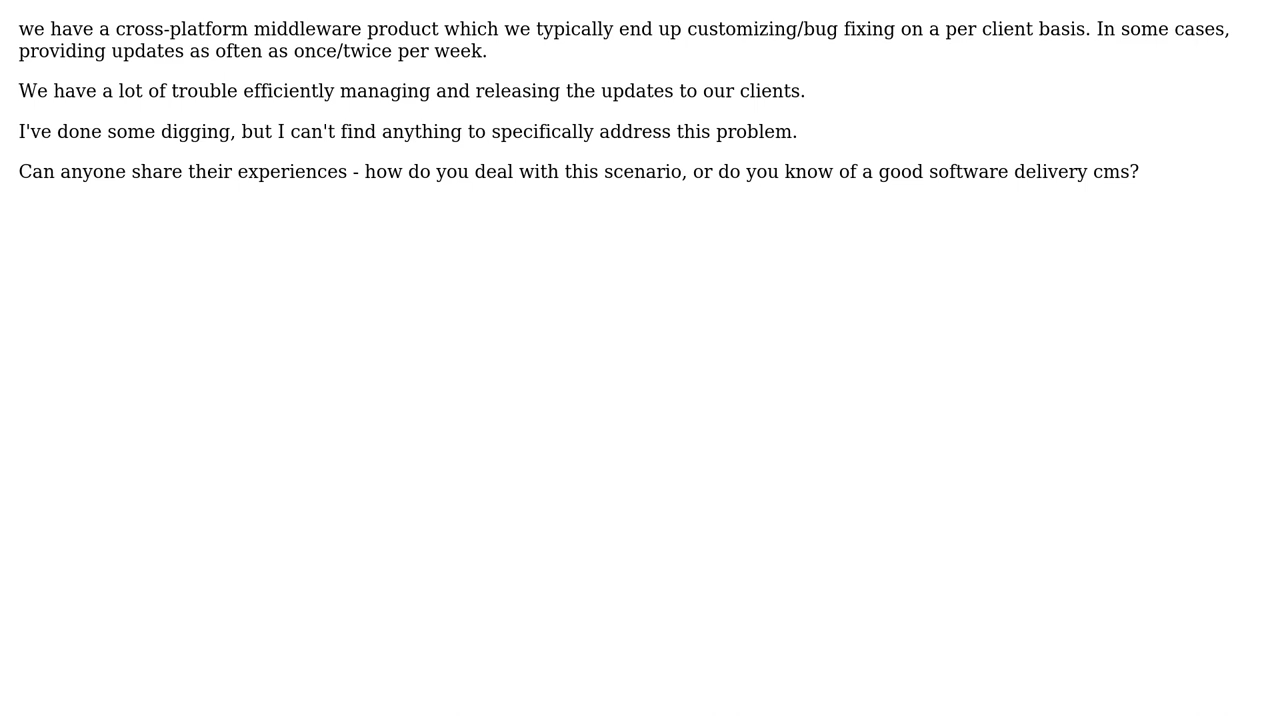 we have a cross-platform middleware product which we typically end up customizing/bug fixing on a per client basis. In some cases,
providing updates as often as once/twice per week.
We have a lot of trouble efficiently managing and releasing the updates to our clients.
I've done some digging, but I can't find anything to specifically address this problem.
Can anyone share their experiences - how do you deal with this scenario, or do you know of a good software delivery cms?